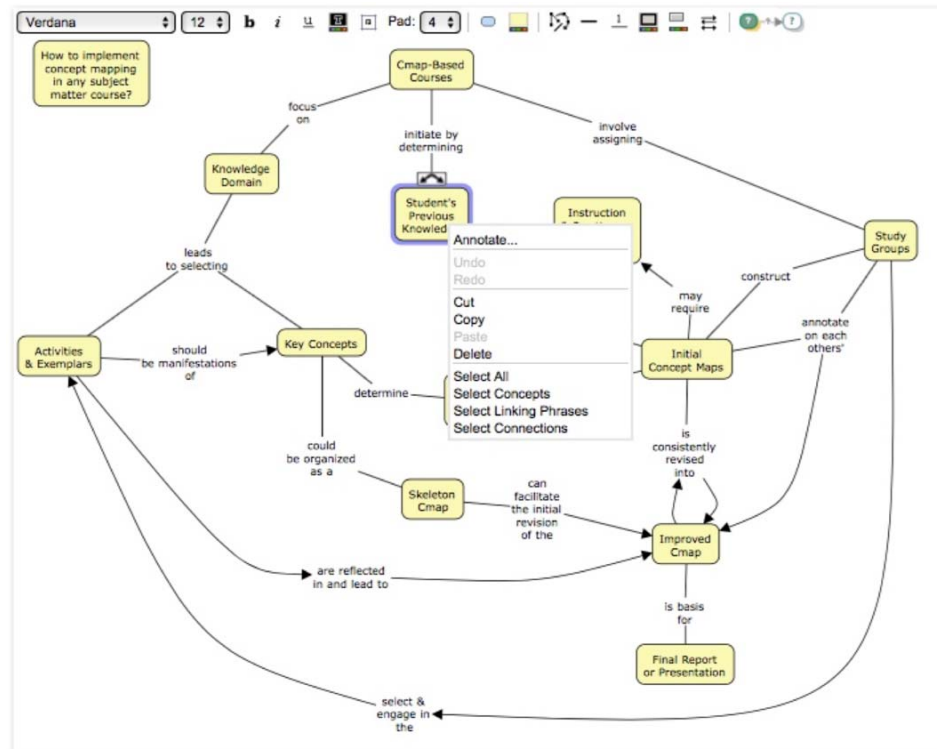 Verdana
12
b
i
u
a
Pad:
4
1
?
?
How to implement
concept mapping
in any subject
matter course?
Cmap-Based
Courses
focus
on
initiate by
determining
involve
assigning
Knowledge
Domain
Student's
Previous
Instruction
Study
Groups
Annotate...
Undo
Redo
Cut
Copy
Paste
Delete
Select All
Select Concepts
Select Linking Phrases
Select Connections
leads
to selecting
construct
may
require
annotate
on each
others'
Activities
& Exemplars
should
be manifestations
of
Key Concepts
Initial
Concept Maps
determine
could
be organized
as a
is
consistently
revised
into
Skeleton
Cmap
can
facilitate
the initial
revision
of the
Improved
Cmap
are reflected
in and lead to
is basis
for
Final Report
or Presentation
select &
engage in
the